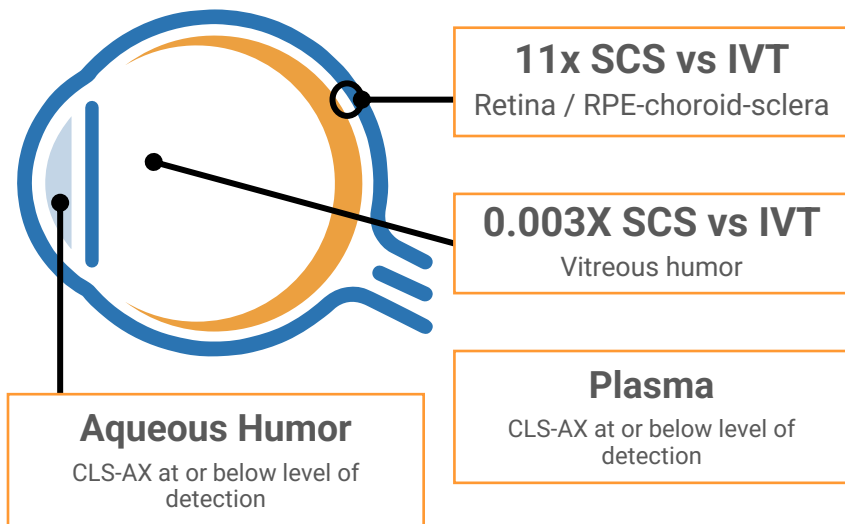 11x SCS vs IVT
Retina / RPE-choroid-sclera
0.003X SCS vs IVT
Vitreous humor
Plasma
CLS-AX at or below level of
detection
Aqueous Humor
CLS-AX at or below level of
detection